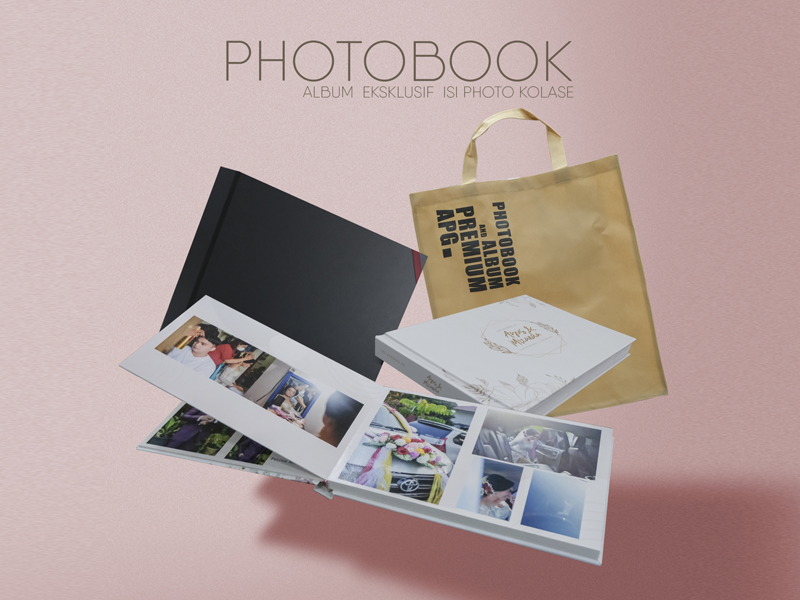 PHOTOBOOK
ALBUM EKSKLUSIF ISI PHOTO KOLASE
PHOTOBOOK
AND ALBUM
PREMIUM
APG